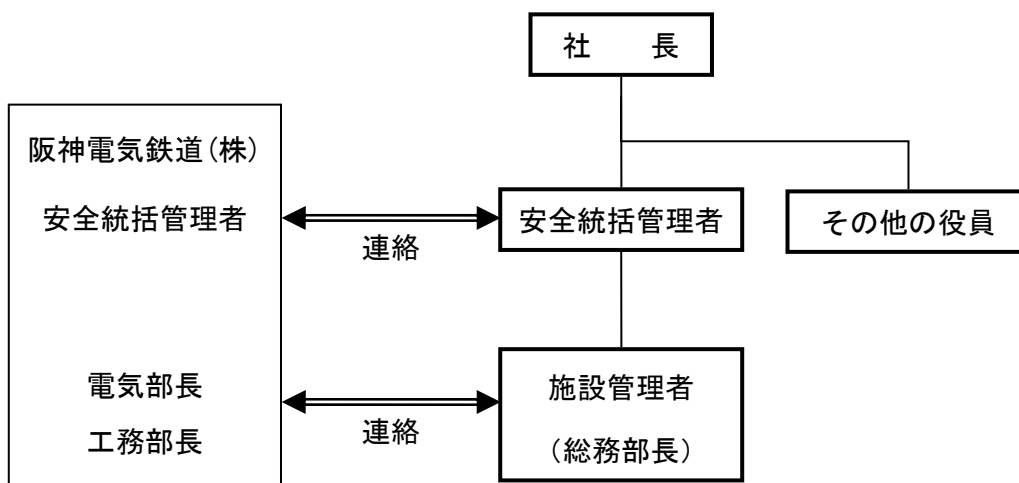 社　　長
阪神電気鉄道（株）
安全統括管理者
連絡
安全統括管理者
その他の役員
電気部長
工務部長
連絡
施設管理者
（総務部長）